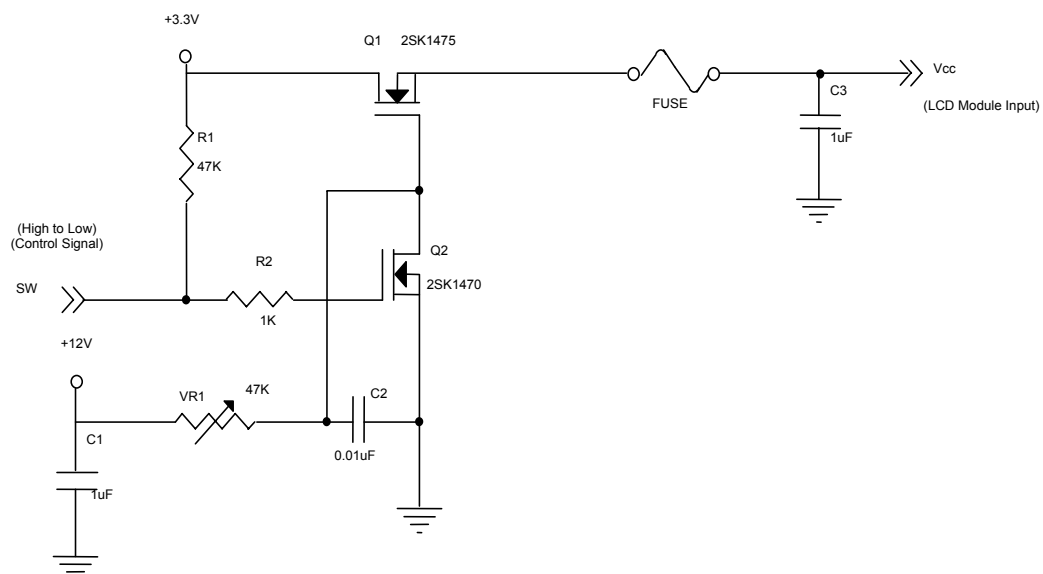 +3.3V
Q1 2SK1475
Vcc
FUSE
C3
(LCD Module Input)
R1
1uF
47K
(High to Low)
(Control Signal)
Q2
R2
2SK1470
SW
1K
+12V
VR1
47K
C2
C1
0.01uF
1uF